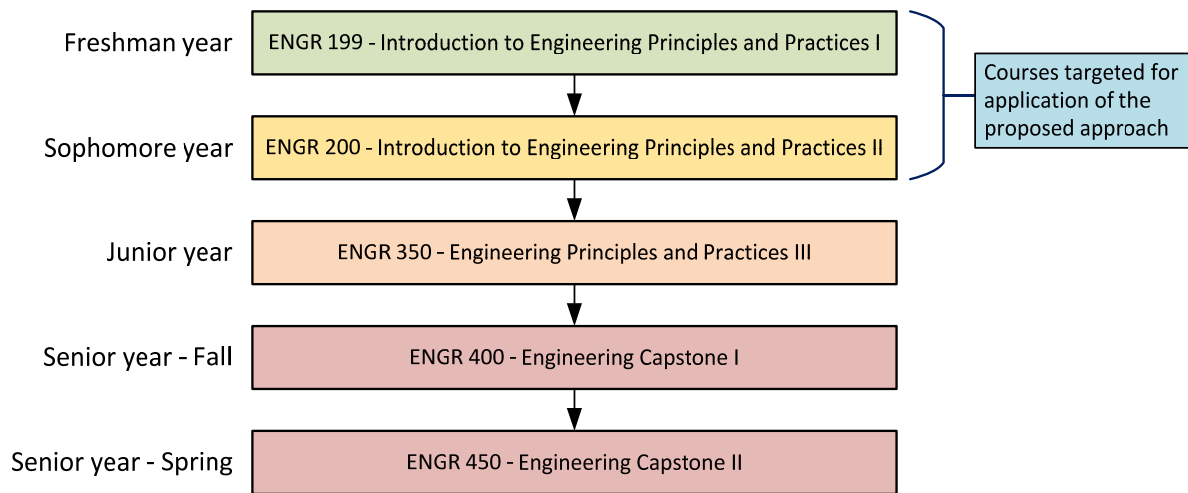 Freshman year
ENGR 199 - Introduction to Engineering Principles and Practices I
Courses targeted for
application of the
proposed approach
Sophomore year
ENGR 200 - Introduction to Engineering Principles and Practices II
Junior year
ENGR 350 - Engineering Principles and Practices III
Senior year - Fall
ENGR 400 - Engineering Capstone I
Senior year - Spring
ENGR 450 - Engineering Capstone II